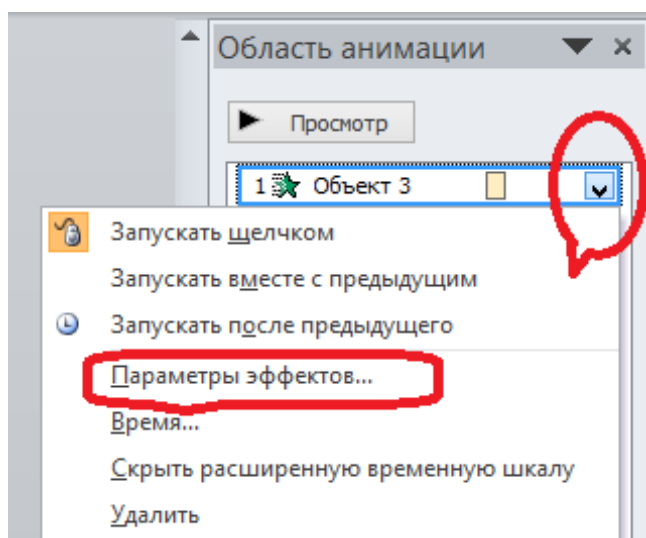 Область анимации
Просмотр
1 Объект 3
Запускать щелчком
Запускать вместе с предыдущим
Запускать после предыдущего
Параметры эффектов...
Время...
Скрыть расширенную временную шкалу
Удалить